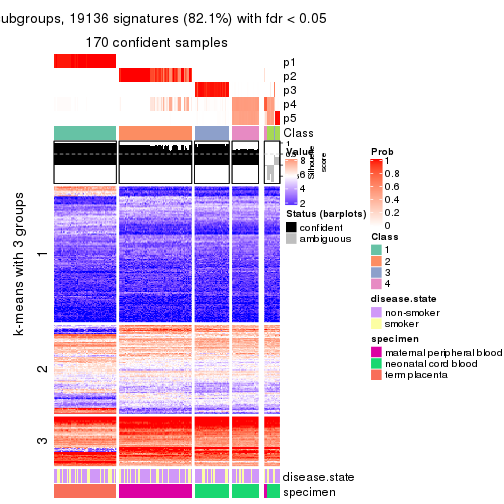 ubgroups, 19136 signatures (82.1%) with fdr < 0.05
170 confident samples
p1
p2
p3
p4
p5
Class
1
Silhouette
score
k-means with 3 groups
1
2
3
disease.state
specimen
Value
8
6
4
2
Status (barplots)
confident
ambiguous
Prob
1
0.8
0.6
0.4
0.2
0
Class
1
2
3
4
disease.state
non-smoker
smoker
specimen
maternal peripheral blood
neonatal cord blood
term placenta